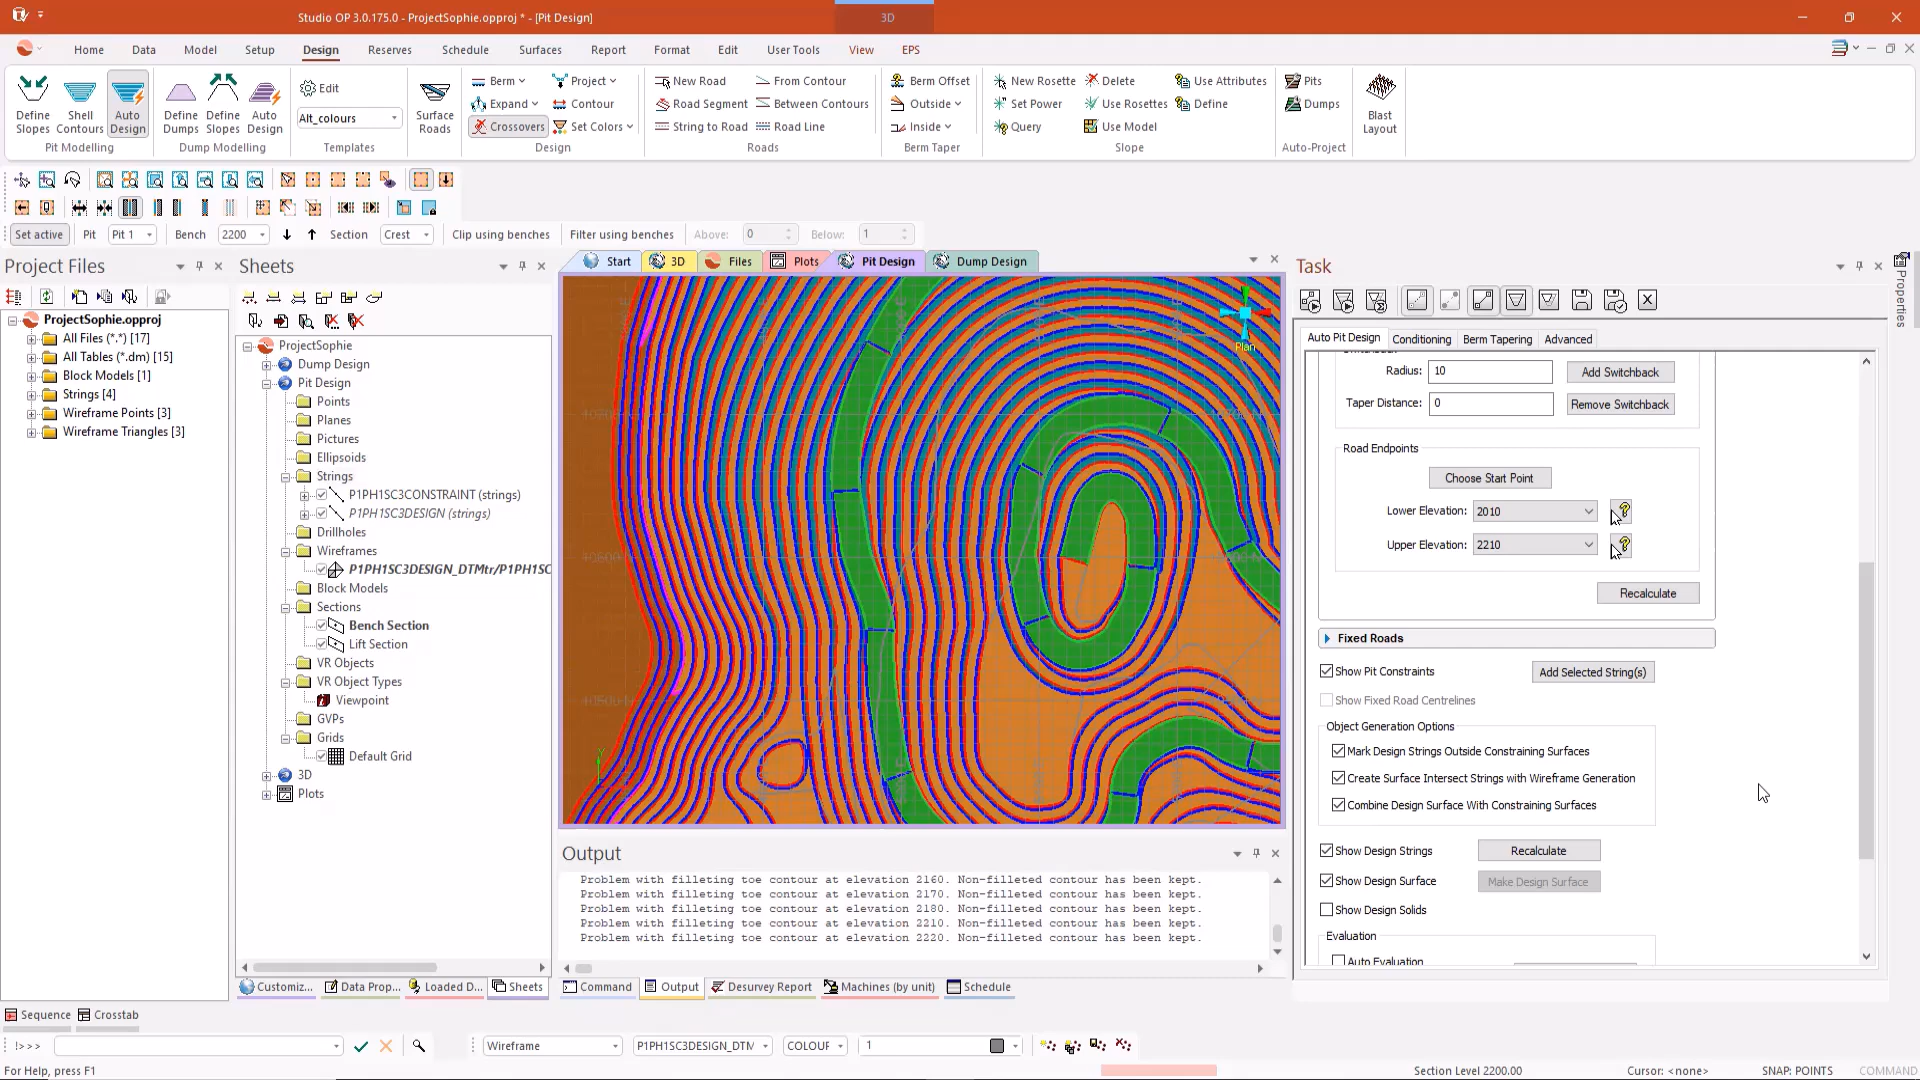 Studio OP 3.0.175.0 - ProjectSophie.opproj * - [Pit Design]
3D
Home Data Model Setup Design Reserves Schedule Surfaces Report Format Edit User Tools View EPS
Define Slopes
Shell Contours
Auto Design
Pit Modelling
Define Dumps
Define Slopes
Auto Design
Dump Modelling
Edit
Alt_colours
Templates
Surface Roads
Berm Project
Expand Contour
Crossovers Set Colors
Design
New Road From Contour
Road Segment Between Contours
String to Road Road Line
Roads
Berm Offset
Outside
Inside
Berm Taper
New Rosette Delete Use Attributes
Set Power Use Rosettes Define
Query Use Model
Slope
Pits
Dumps
Auto-Project
Blast Layout
Set active Pit Pit 1 Bench 2200 Section Crest Clip using benches Filter using benches Above: 0 Below: 1
Project Files
ProjectSophie.opproj
All Files (*.*) [17]
All Tables (*.dm) [15]
Block Models [1]
Strings [4]
Wireframe Points [3]
Wireframe Triangles [3]
Sheets
ProjectSophie
Dump Design
Pit Design
Points
Planes
Pictures
Ellipsoids
Strings
P1PH1SC3CONSTRAINT (strings)
P1PH1SC3DESIGN (strings)
Drillholes
Wireframes
P1PH1SC3DESIGN_DTMtr/P1PH1SC
Block Models
Sections
Bench Section
Lift Section
VR Objects
VR Object Types
Viewpoint
GVPs
Grids
Default Grid
3D
Plots
Customiz... Data Prop... Loaded D... Sheets
Start 3D Files Plots Pit Design Dump Design
Plan
Output
Problem with filleting toe contour at elevation 2160. Non-filleted contour has been kept.
Problem with filleting toe contour at elevation 2170. Non-filleted contour has been kept.
Problem with filleting toe contour at elevation 2180. Non-filleted contour has been kept.
Problem with filleting toe contour at elevation 2210. Non-filleted contour has been kept.
Problem with filleting toe contour at elevation 2220. Non-filleted contour has been kept.
Command Output Desurvey Report Machines (by unit) Schedule
Task
Properties
Auto Pit Design Conditioning Berm Tapering Advanced
Radius: 10 Add Switchback
Taper Distance: 0 Remove Switchback
Road Endpoints
Choose Start Point
Lower Elevation: 2010
Upper Elevation: 2210
Recalculate
Fixed Roads
Show Pit Constraints Add Selected String(s)
Show Fixed Road Centrelines
Object Generation Options
Mark Design Strings Outside Constraining Surfaces
Create Surface Intersect Strings with Wireframe Generation
Combine Design Surface With Constraining Surfaces
Show Design Strings Recalculate
Show Design Surface Make Design Surface
Show Design Solids
Evaluation
Auto Evaluation
Sequence Crosstab
!>>> Wireframe P1PH1SC3DESIGN_DTM COLOUR 1
For Help, press F1 Section Level 2200.00 Cursor: <none> SNAP: POINTS COMMAND